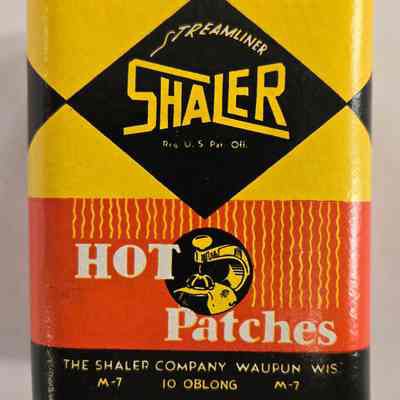 STREAMLINER
SHALER
Reg. U. S. Pat. Off.
HOT
Patches
THE SHALER COMPANY WAUPUN WIS.
M-7 10 OBLONG M-7